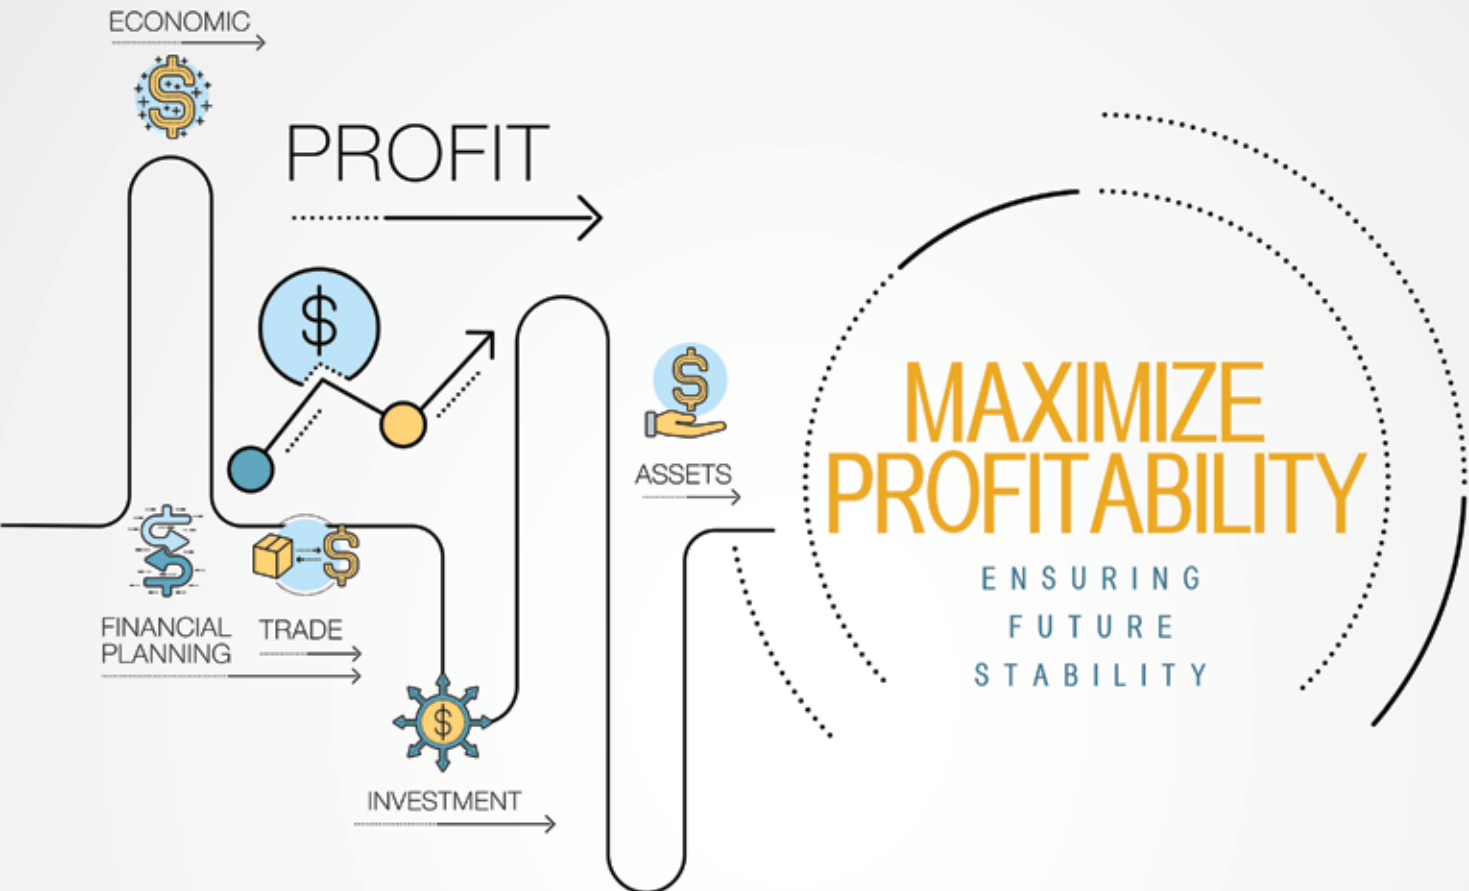 ECONOMIC
PROFIT
$
ASSETS
FINANCIAL
PLANNING
TRADE
$
INVESTMENT
MAXIMIZE
PROFITABILITY
ENSURING
FUTURE
STABILITY